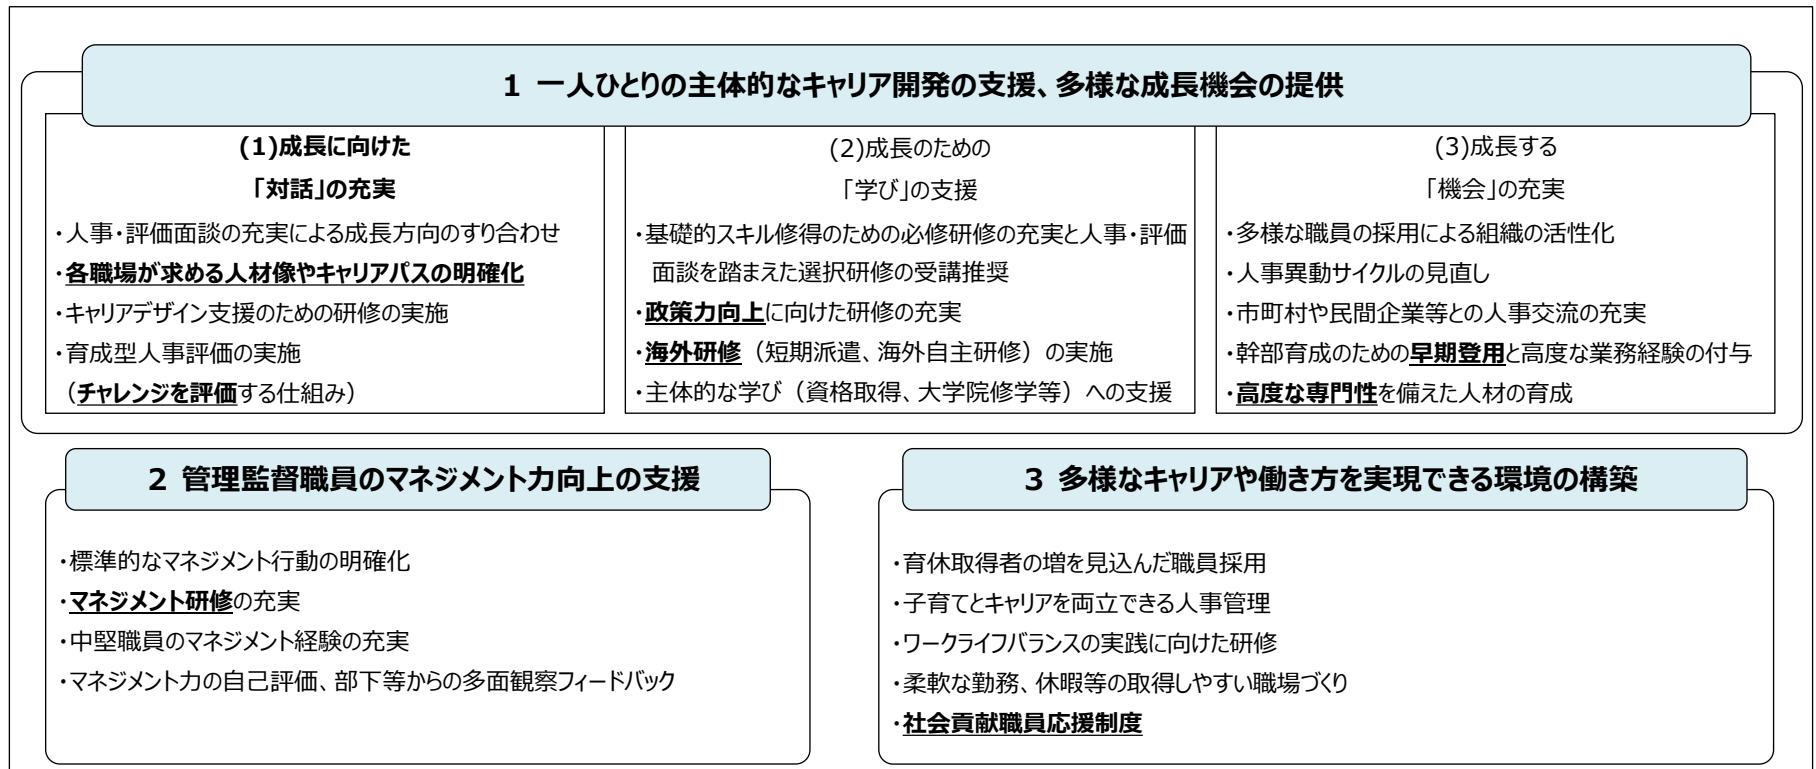 1 一人ひとりの主体的なキャリア開発の支援、多様な成長機会の提供
(1)成長に向けた
「対話」の充実
・人事・評価面談の充実による成長方向のすり合わせ
・各職場が求める人材像やキャリアパスの明確化
・キャリアデザイン支援のための研修の実施
・育成型人事評価の実施
（チャレンジを評価する仕組み）
(2)成長のための
「学び」の支援
・基礎的スキル修得のための必修研修の充実と人事・評価
面談を踏まえた選択研修の受講推奨
・政策力向上に向けた研修の充実
・海外研修（短期派遣、海外自主研修）の実施
・主体的な学び（資格取得、大学院修学等）への支援
(3)成長する
「機会」の充実
・多様な職員の採用による組織の活性化
・人事異動サイクルの見直し
・市町村や民間企業等との人事交流の充実
・幹部育成のための早期登用と高度な業務経験の付与
・高度な専門性を備えた人材の育成
2 管理監督職員のマネジメント力向上の支援
・標準的なマネジメント行動の明確化
・マネジメント研修の充実
・中堅職員のマネジメント経験の充実
・マネジメント力の自己評価、部下等からの多面観察フィードバック
3 多様なキャリアや働き方を実現できる環境の構築
・育休取得者の増を見込んだ職員採用
・子育てとキャリアを両立できる人事管理
・ワークライフバランスの実践に向けた研修
・柔軟な勤務、休暇等の取得しやすい職場づくり
・社会貢献職員応援制度